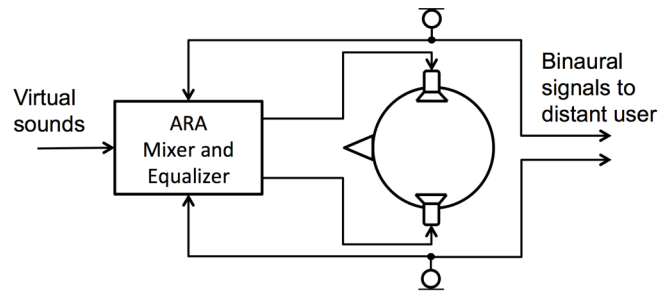 Virtual
sounds
ARA
Mixer and
Equalizer
Binaural
signals to
distant user